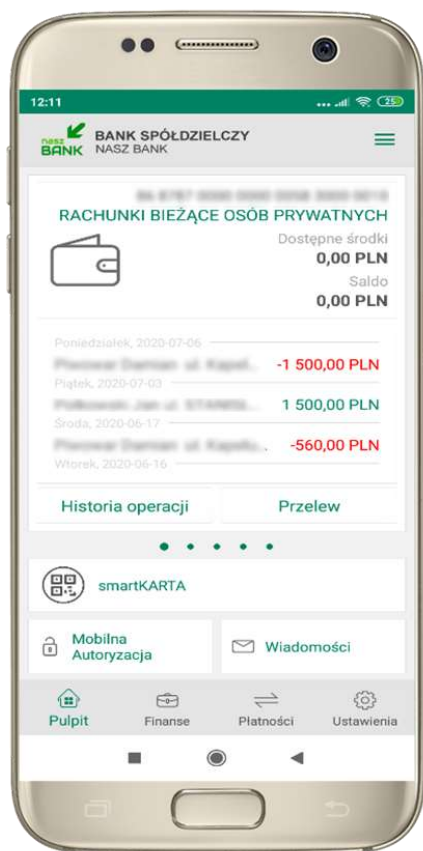 12:11
25
nasz BANK
BANK SPÓŁDZIELCZY
NASZ BANK
RACHUNKI BIEŻĄCE OSÓB PRYWATNYCH
Dostępne środki
0,00 PLN
Saldo
0,00 PLN
Poniedziałek, 2020-07-06
-1 500,00 PLN
Piątek, 2020-07-03
1 500,00 PLN
Środa, 2020-06-17
-560,00 PLN
Wtorek, 2020-06-16
Historia operacji
Przelew
smartKARTA
Mobilna
Autoryzacja
Wiadomości
Pulpit
Finanse
Płatności
Ustawienia